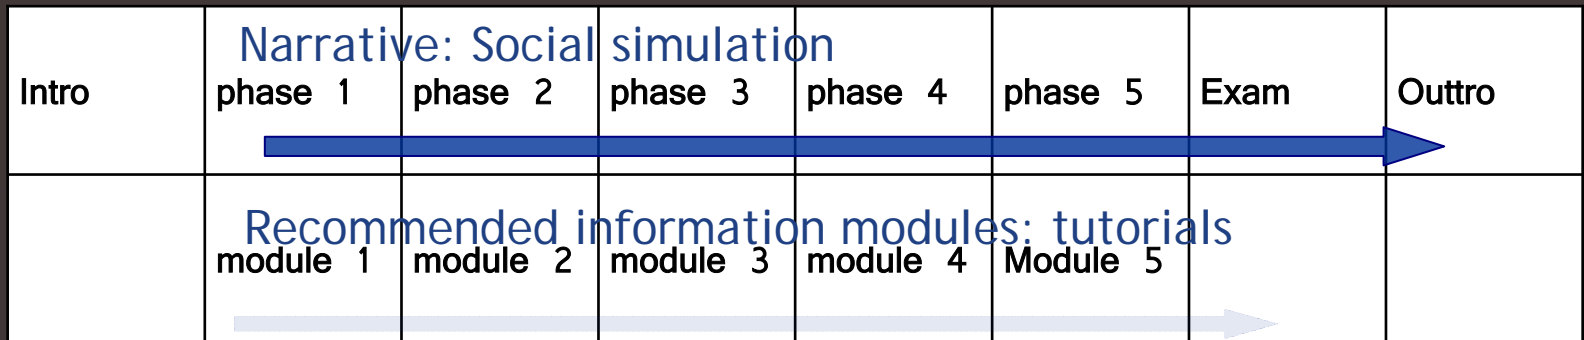 Narrative: Social simulation
Intro phase 1 phase 2 phase 3 phase 4 phase 5 Exam Outtro
Recommended information modules: tutorials
module 1 module 2 module 3 module 4 Module 5